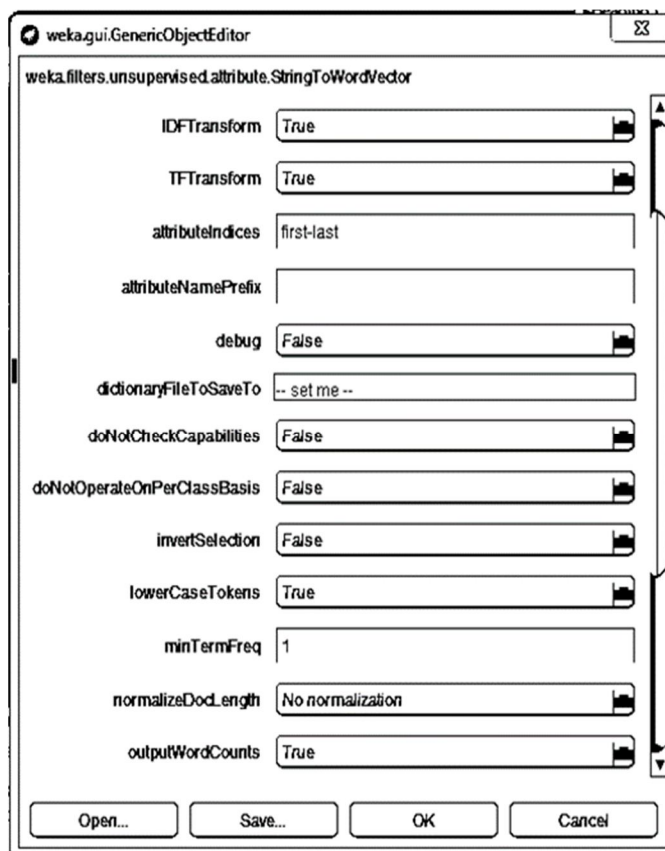 weka.gui.GenericObjectEditor
weka.filters.unsupervised.attribute.StringToWordVector
IDFTransform True
TFTransform True
attributeIndices first-last
attributeNamePrefix
debug False
dictionaryFileToSaveTo -- set me --
doNotCheckCapabilities False
doNotOperateOnPerClassBasis False
invertSelection False
lowerCaseTokens True
minTermFreq 1
normalizeDocLength No normalization
outputWordCounts True
Open... Save... OK Cancel